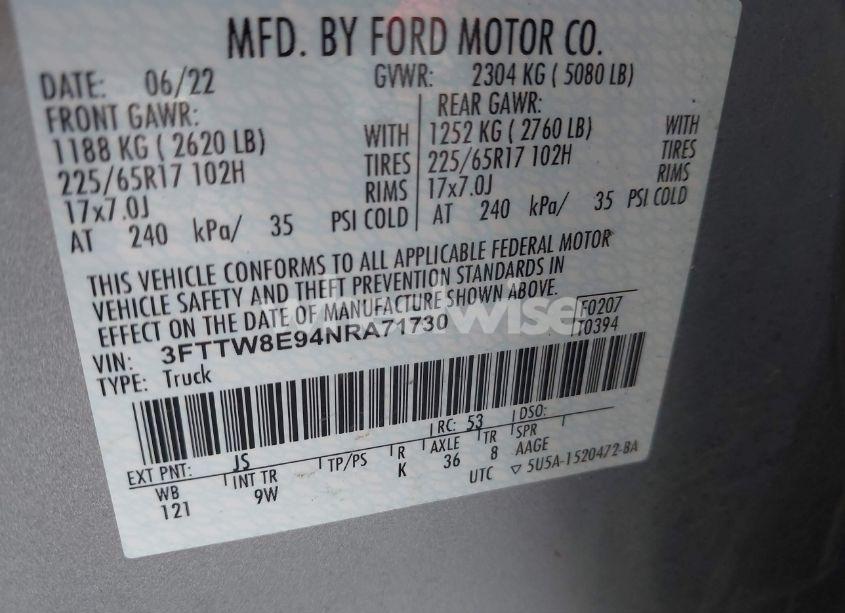 MFD. BY FORD MOTOR CO.
DATE: 06/22 GVWR: 2304 KG ( 5080 LB)
FRONT GAWR: REAR GAWR:
1188 KG ( 2620 LB) WITH 1252 KG ( 2760 LB) WITH
225/65R17 102H TIRES 225/65R17 102H TIRES
17x7.0J RIMS 17x7.0J RIMS
AT 240 kPa/ 35 PSI COLD AT 240 kPa/ 35 PSI COLD
THIS VEHICLE CONFORMS TO ALL APPLICABLE FEDERAL MOTOR
VEHICLE SAFETY AND THEFT PREVENTION STANDARDS IN
EFFECT ON THE DATE OF MANUFACTURE SHOWN ABOVE.
VIN: 3FTTW8E94NRA71730 F0207
TYPE: Truck T0394
EXT PNT: JS RC: 53 DSO:
WB INT TR TP/PS R AXLE TR SPR
121 9W K 36 8 AAGE
UTC ▽ 5U5A-1520472-BA